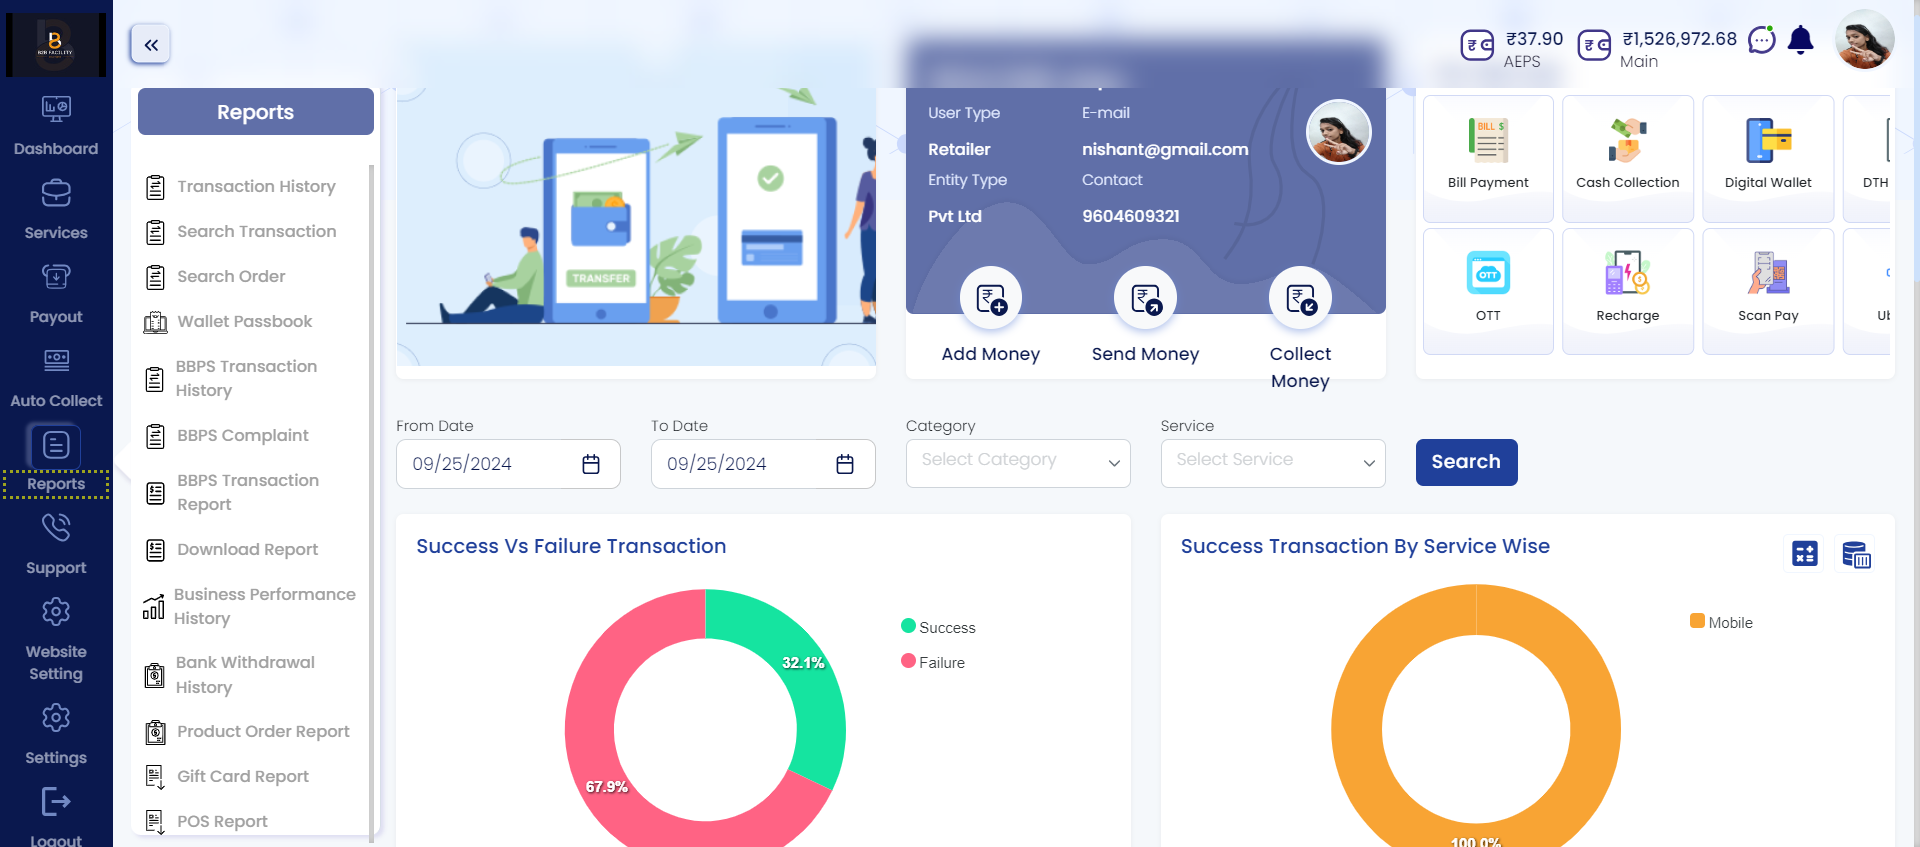 B2B FACILITY
Dashboard
Services
Payout
Auto Collect
Reports
Support
Website
Setting
Settings
Logout
Reports
Transaction History
Search Transaction
Search Order
Wallet Passbook
BBPS Transaction
History
BBPS Complaint
BBPS Transaction
Report
Download Report
Business Performance
History
Bank Withdrawal
History
Product Order Report
Gift Card Report
POS Report
₹37.90
AEPS
₹1,526,972.68
Main
TRANSFER
User Type
E-mail
Retailer
nishant@gmail.com
Entity Type
Contact
Pvt Ltd
9604609321
Add Money
Send Money
Collect
Money
BILL $
Bill Payment
Cash Collection
Digital Wallet
DTH
OTT
OTT
Recharge
Scan Pay
From Date
To Date
Category
Service
09/25/2024
09/25/2024
Select Category
Select Service
Search
Success Vs Failure Transaction
32.1%
67.9%
Success
Failure
Success Transaction By Service Wise
Mobile
100.0%